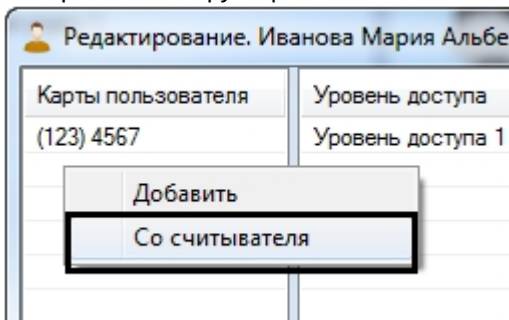 Редактирование. Иванова Мария Альбе
Карты пользователя Уровень доступа
(123) 4567 Уровень доступа 1
Добавить
Со считывателя